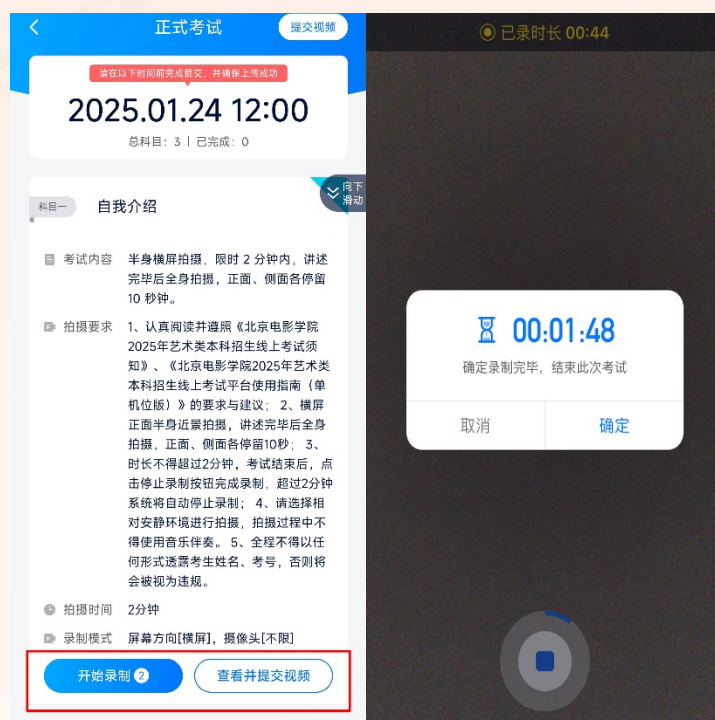 正式考试
提交视频
请在以下时间前完成提交，并确保上传成功
2025.01.24 12:00
总科目：3 | 已完成：0
科目一
自我介绍
向下
滑动
考试内容 半身横屏拍摄，限时 2 分钟内，讲述
完毕后全身拍摄，正面、侧面各停留
10 秒钟。
拍摄要求 1、认真阅读并遵照《北京电影学院
2025年艺术类本科招生线上考试须
知》、《北京电影学院2025年艺术类
本科招生线上考试平台使用指南（单
机位版）》的要求与建议； 2、横屏
正面半身近景拍摄，讲述完毕后全身
拍摄，正面、侧面各停留10秒； 3、
时长不得超过2分钟，考试结束后，点
击停止录制按钮完成录制，超过2分钟
系统将自动停止录制； 4、请选择相
对安静环境进行拍摄，拍摄过程中不
得使用音乐伴奏。 5、全程不得以任
何形式透露考生姓名、考号，否则将
会被视为违规。
拍摄时间 2分钟
录制模式 屏幕方向[横屏]，摄像头[不限]
开始录制 2
查看并提交视频
已录时长 00:44
00:01:48
确定录制完毕，结束此次考试
取消
确定